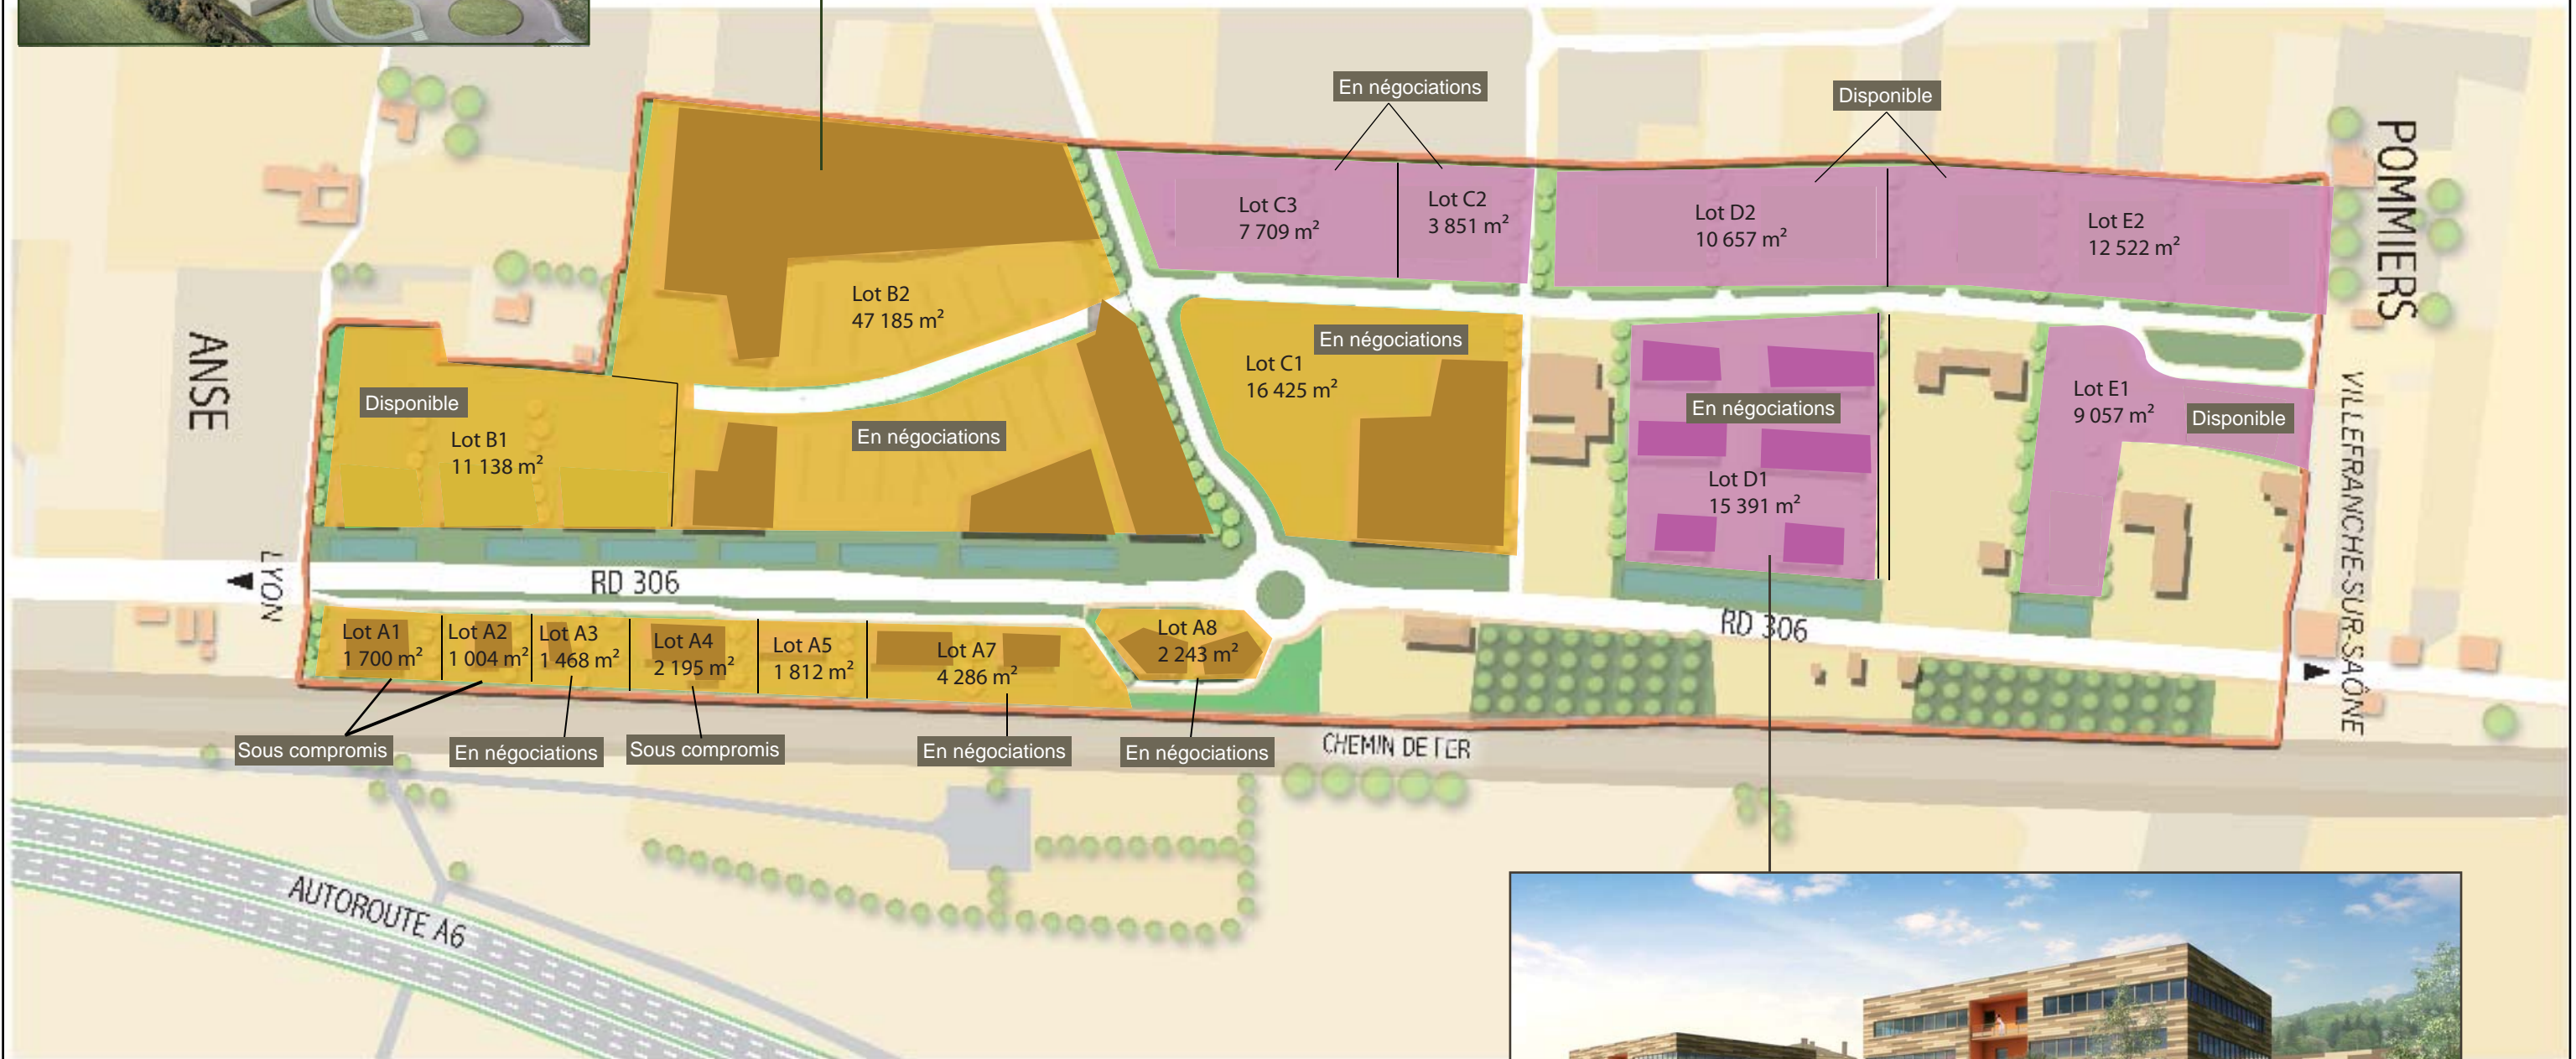 En négociations
Disponible
POMMIERS
Lot C3
7 709 m²
Lot C2
3 851 m²
Lot D2
10 657 m²
Lot E2
12 522 m²
Lot B2
47 185 m²
ANSE
En négociations
Lot C1
16 425 m²
Disponible
Lot B1
11 138 m²
En négociations
En négociations
Lot D1
15 391 m²
Lot E1
9 057 m²
Disponible
VILLEFRANCHE-SUR-SAÔNE
LYON
RD 306
RD 306
Lot A1
1 700 m²
Lot A2
1 004 m²
Lot A3
1 468 m²
Lot A4
2 195 m²
Lot A5
1 812 m²
Lot A7
4 286 m²
Lot A8
2 243 m²
Sous compromis
En négociations
Sous compromis
En négociations
En négociations
CHEMIN DE FER
AUTOROUTE A6